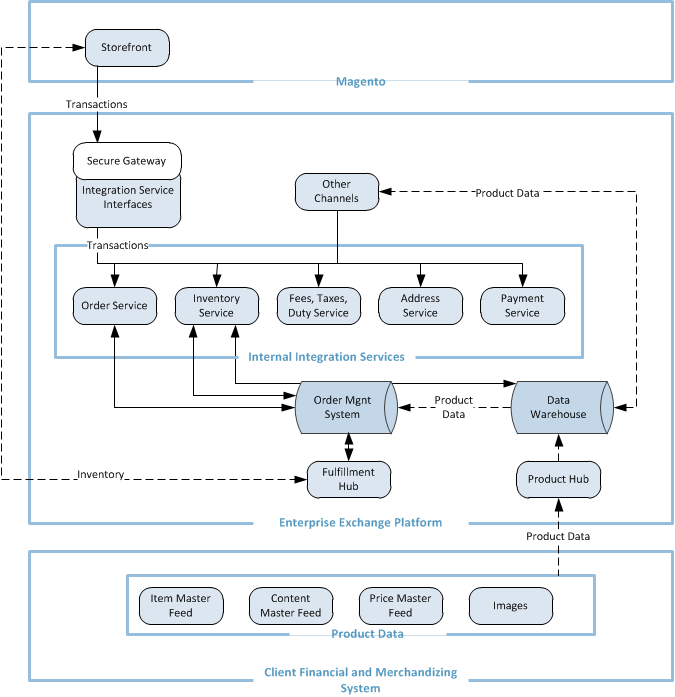 Storefront
Magento
Transactions
Secure Gateway
Integration Service
Interfaces
Other
Channels
Product Data
Transactions
Order Service
Inventory
Service
Fees, Taxes,
Duty Service
Address
Service
Payment
Service
Internal Integration Services
Order Mgnt
System
Product
Data
Data
Warehouse
Inventory
Fulfillment
Hub
Product Hub
Enterprise Exchange Platform
Product Data
Item Master
Feed
Content
Master Feed
Price Master
Feed
Images
Product Data
Client Financial and Merchandizing
System